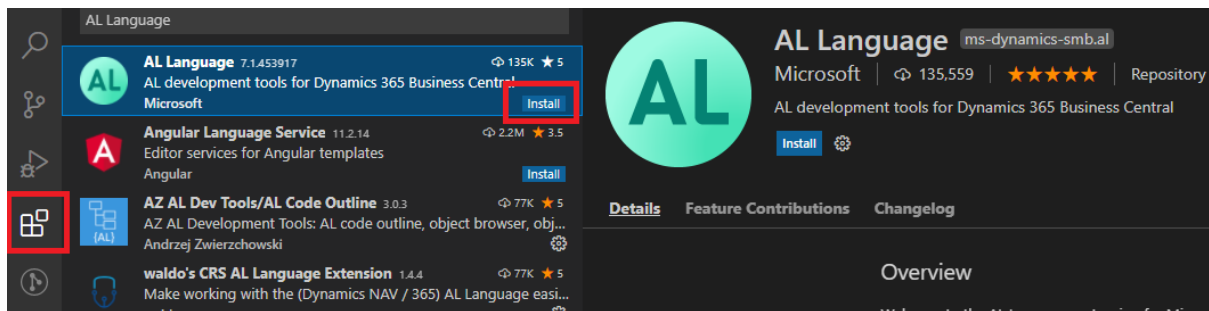 AL Language
AL Language 7.1.453917 135K ★ 5
AL development tools for Dynamics 365 Business Central
Microsoft Install
Angular Language Service 11.2.14 2.2M ★ 3.5
Editor services for Angular templates
Angular Install
AZ AL Dev Tools/AL Code Outline 3.0.3 77K ★ 5
AZ AL Development Tools: AL code outline, object browser, obj...
Andrzej Zwierzchowski
waldo's CRS AL Language Extension 1.4.4 77K ★ 5
Make working with the (Dynamics NAV / 365) AL Language easi...
AL
A
{AL}
AL
AL Language ms-dynamics-smb.al
Microsoft | 135,559 | ★★★★★ | Repository
AL development tools for Dynamics 365 Business Central
Install
Details Feature Contributions Changelog
Overview